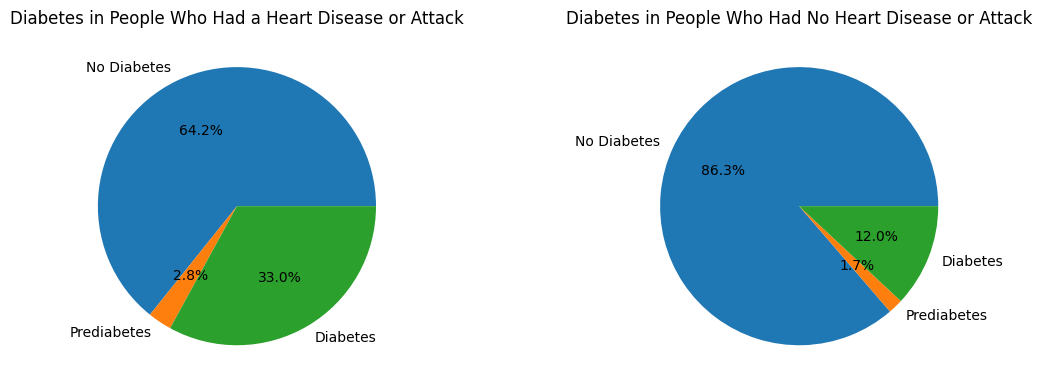 Diabetes in People Who Had a Heart Disease or Attack
No Diabetes
64.2%
2.8%
33.0%
Prediabetes
Diabetes
Diabetes in People Who Had No Heart Disease or Attack
No Diabetes
86.3%
12.0%
1.7%
Diabetes
Prediabetes